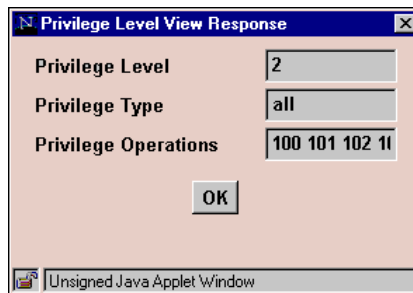 Privilege Level View Response
Privilege Level 2
Privilege Type all
Privilege Operations 100 101 102
OK
Unsigned Java Applet Window